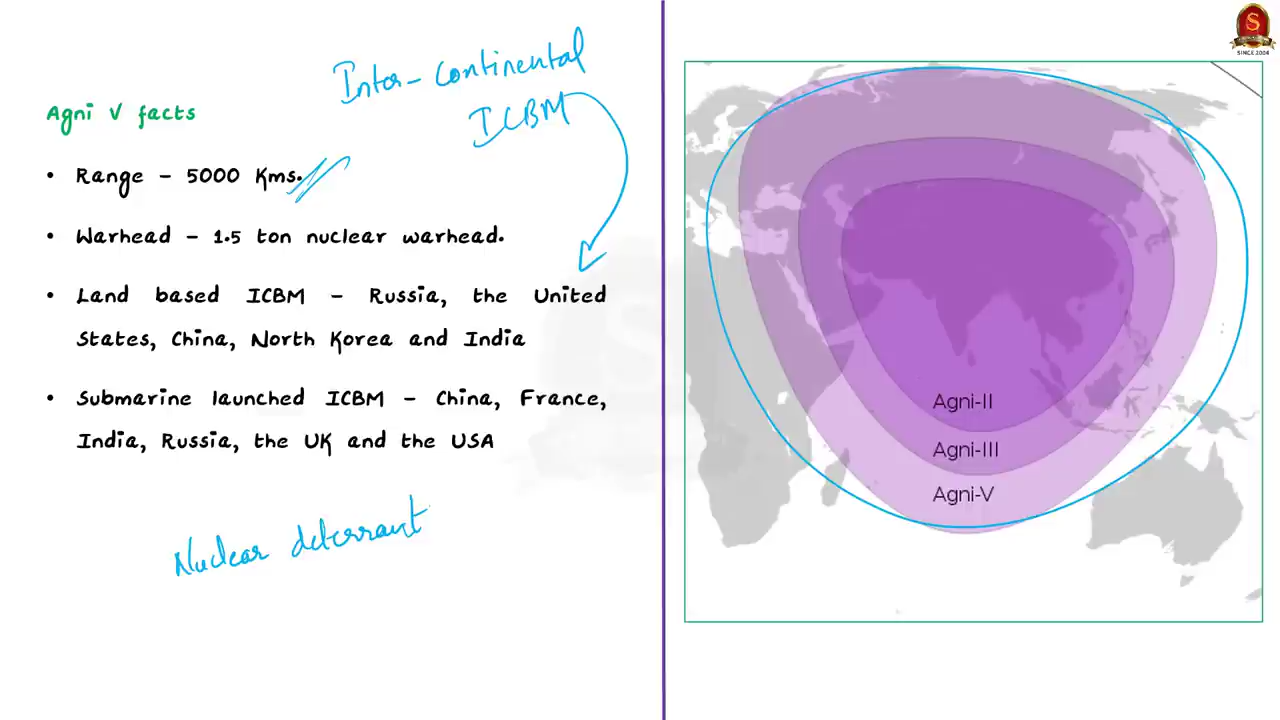 Inter-continental
ICBM
Agni V facts
• Range – 5000 Kms.
• Warhead – 1.5 ton nuclear warhead.
• Land based ICBM – Russia, the United
States, China, North Korea and India
• Submarine launched ICBM – China, France,
India, Russia, the UK and the USA
Nuclear deterrant
S
SINCE 2004
Agni-II
Agni-III
Agni-V